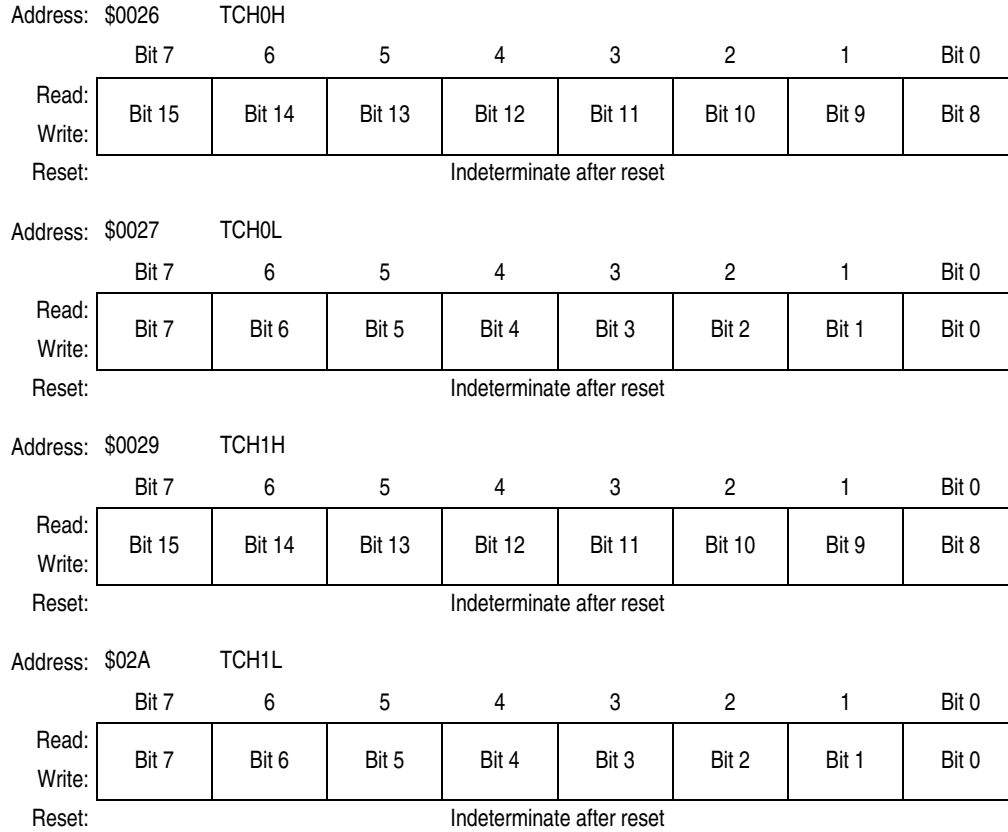 Address: $0026 TCH0H
Bit 7 6 5 4 3 2 1 Bit 0
Read:
Bit 15 Bit 14 Bit 13 Bit 12 Bit 11 Bit 10 Bit 9 Bit 8
Write:
Reset: Indeterminate after reset
Address: $0027 TCH0L
Bit 7 6 5 4 3 2 1 Bit 0
Read:
Bit 7 Bit 6 Bit 5 Bit 4 Bit 3 Bit 2 Bit 1 Bit 0
Write:
Reset: Indeterminate after reset
Address: $0029 TCH1H
Bit 7 6 5 4 3 2 1 Bit 0
Read:
Bit 15 Bit 14 Bit 13 Bit 12 Bit 11 Bit 10 Bit 9 Bit 8
Write:
Reset: Indeterminate after reset
Address: $02A TCH1L
Bit 7 6 5 4 3 2 1 Bit 0
Read:
Bit 7 Bit 6 Bit 5 Bit 4 Bit 3 Bit 2 Bit 1 Bit 0
Write:
Reset: Indeterminate after reset